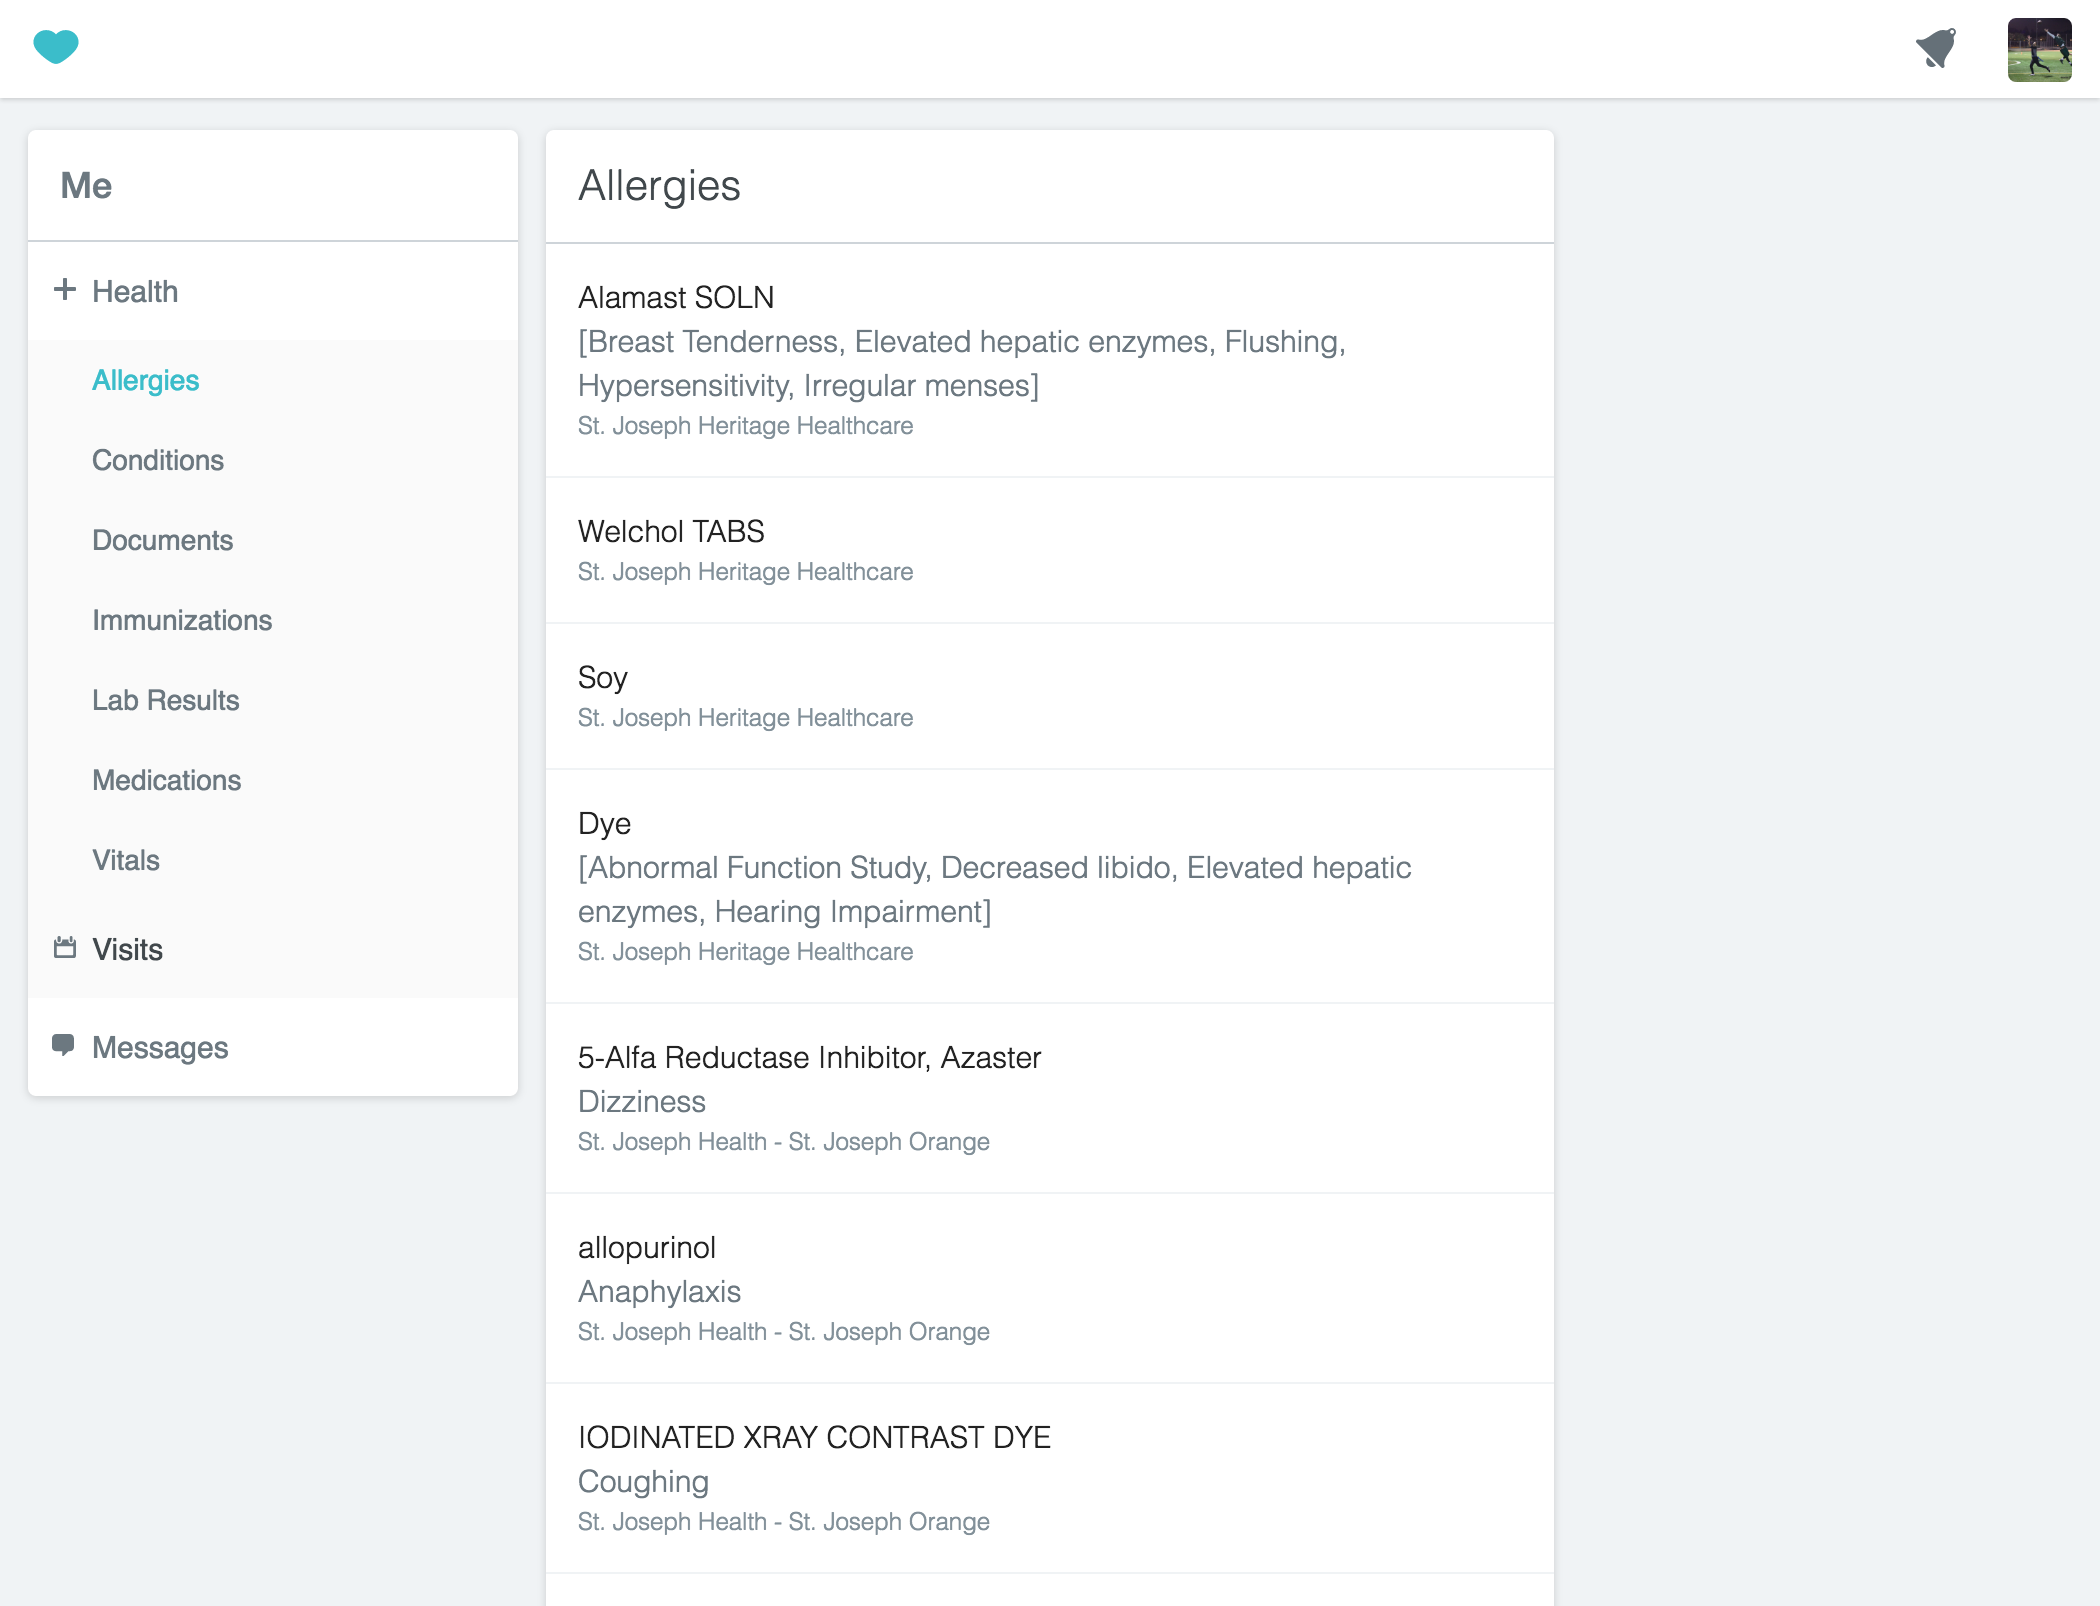 Me
Health
Allergies
Conditions
Documents
Immunizations
Lab Results
Medications
Vitals
Visits
Messages
Allergies
Alamast SOLN
[Breast Tenderness, Elevated hepatic enzymes, Flushing,
Hypersensitivity, Irregular menses]
St. Joseph Heritage Healthcare
Welchol TABS
St. Joseph Heritage Healthcare
Soy
St. Joseph Heritage Healthcare
Dye
[Abnormal Function Study, Decreased libido, Elevated hepatic
enzymes, Hearing Impairment]
St. Joseph Heritage Healthcare
5-Alfa Reductase Inhibitor, Azaster
Dizziness
St. Joseph Health - St. Joseph Orange
allopurinol
Anaphylaxis
St. Joseph Health - St. Joseph Orange
IODINATED XRAY CONTRAST DYE
Coughing
St. Joseph Health - St. Joseph Orange